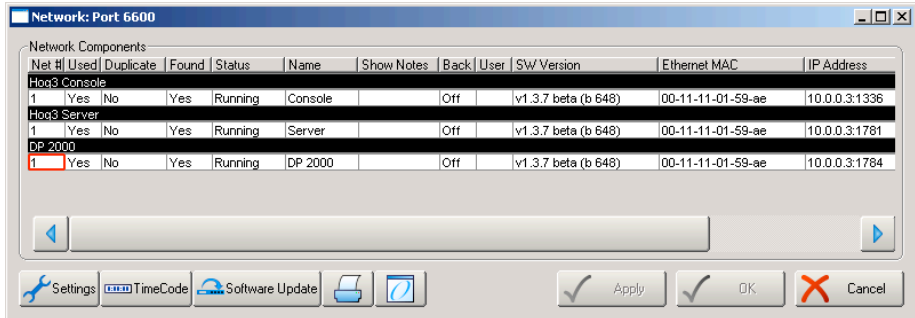 Network: Port 6600
Network Components
Net # Used Duplicate Found Status Name Show Notes Back User SW Version Ethernet MAC IP Address
Hog3 Console
1 Yes No Yes Running Console Off v1.3.7 beta (b 648) 00-11-11-01-59-ae 10.0.0.3:1336
Hog3 Server
1 Yes No Yes Running Server Off v1.3.7 beta (b 648) 00-11-11-01-59-ae 10.0.0.3:1781
DP 2000
1 Yes No Yes Running DP 2000 Off v1.3.7 beta (b 648) 00-11-11-01-59-ae 10.0.0.3:1784
Settings TimeCode Software Update Apply OK Cancel